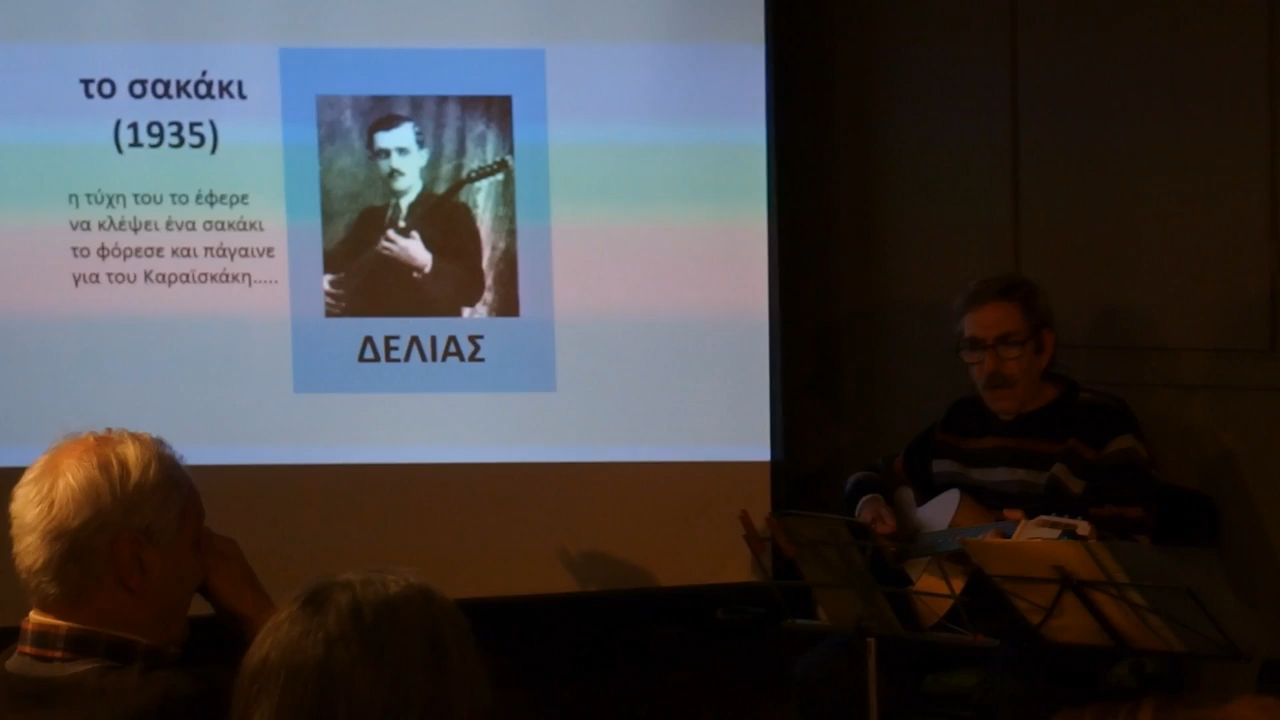 το σακάκι
(1935)
η τύχη του το έφερε
να κλέψει ένα σακάκι
το φόρεσε και πάγαινε
για του Καραϊσκάκη.....
ΔΕΛΙΑΣ